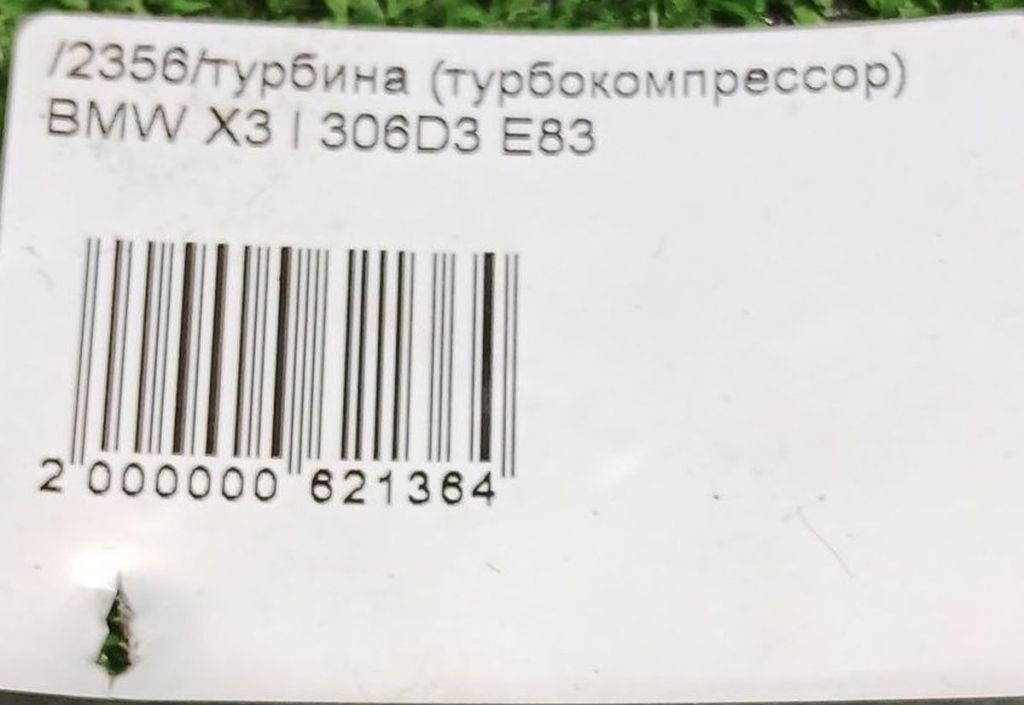 /2356/турбина (турбокомпрессор)
BMW X3 I 306D3 E83
2 000000 621364